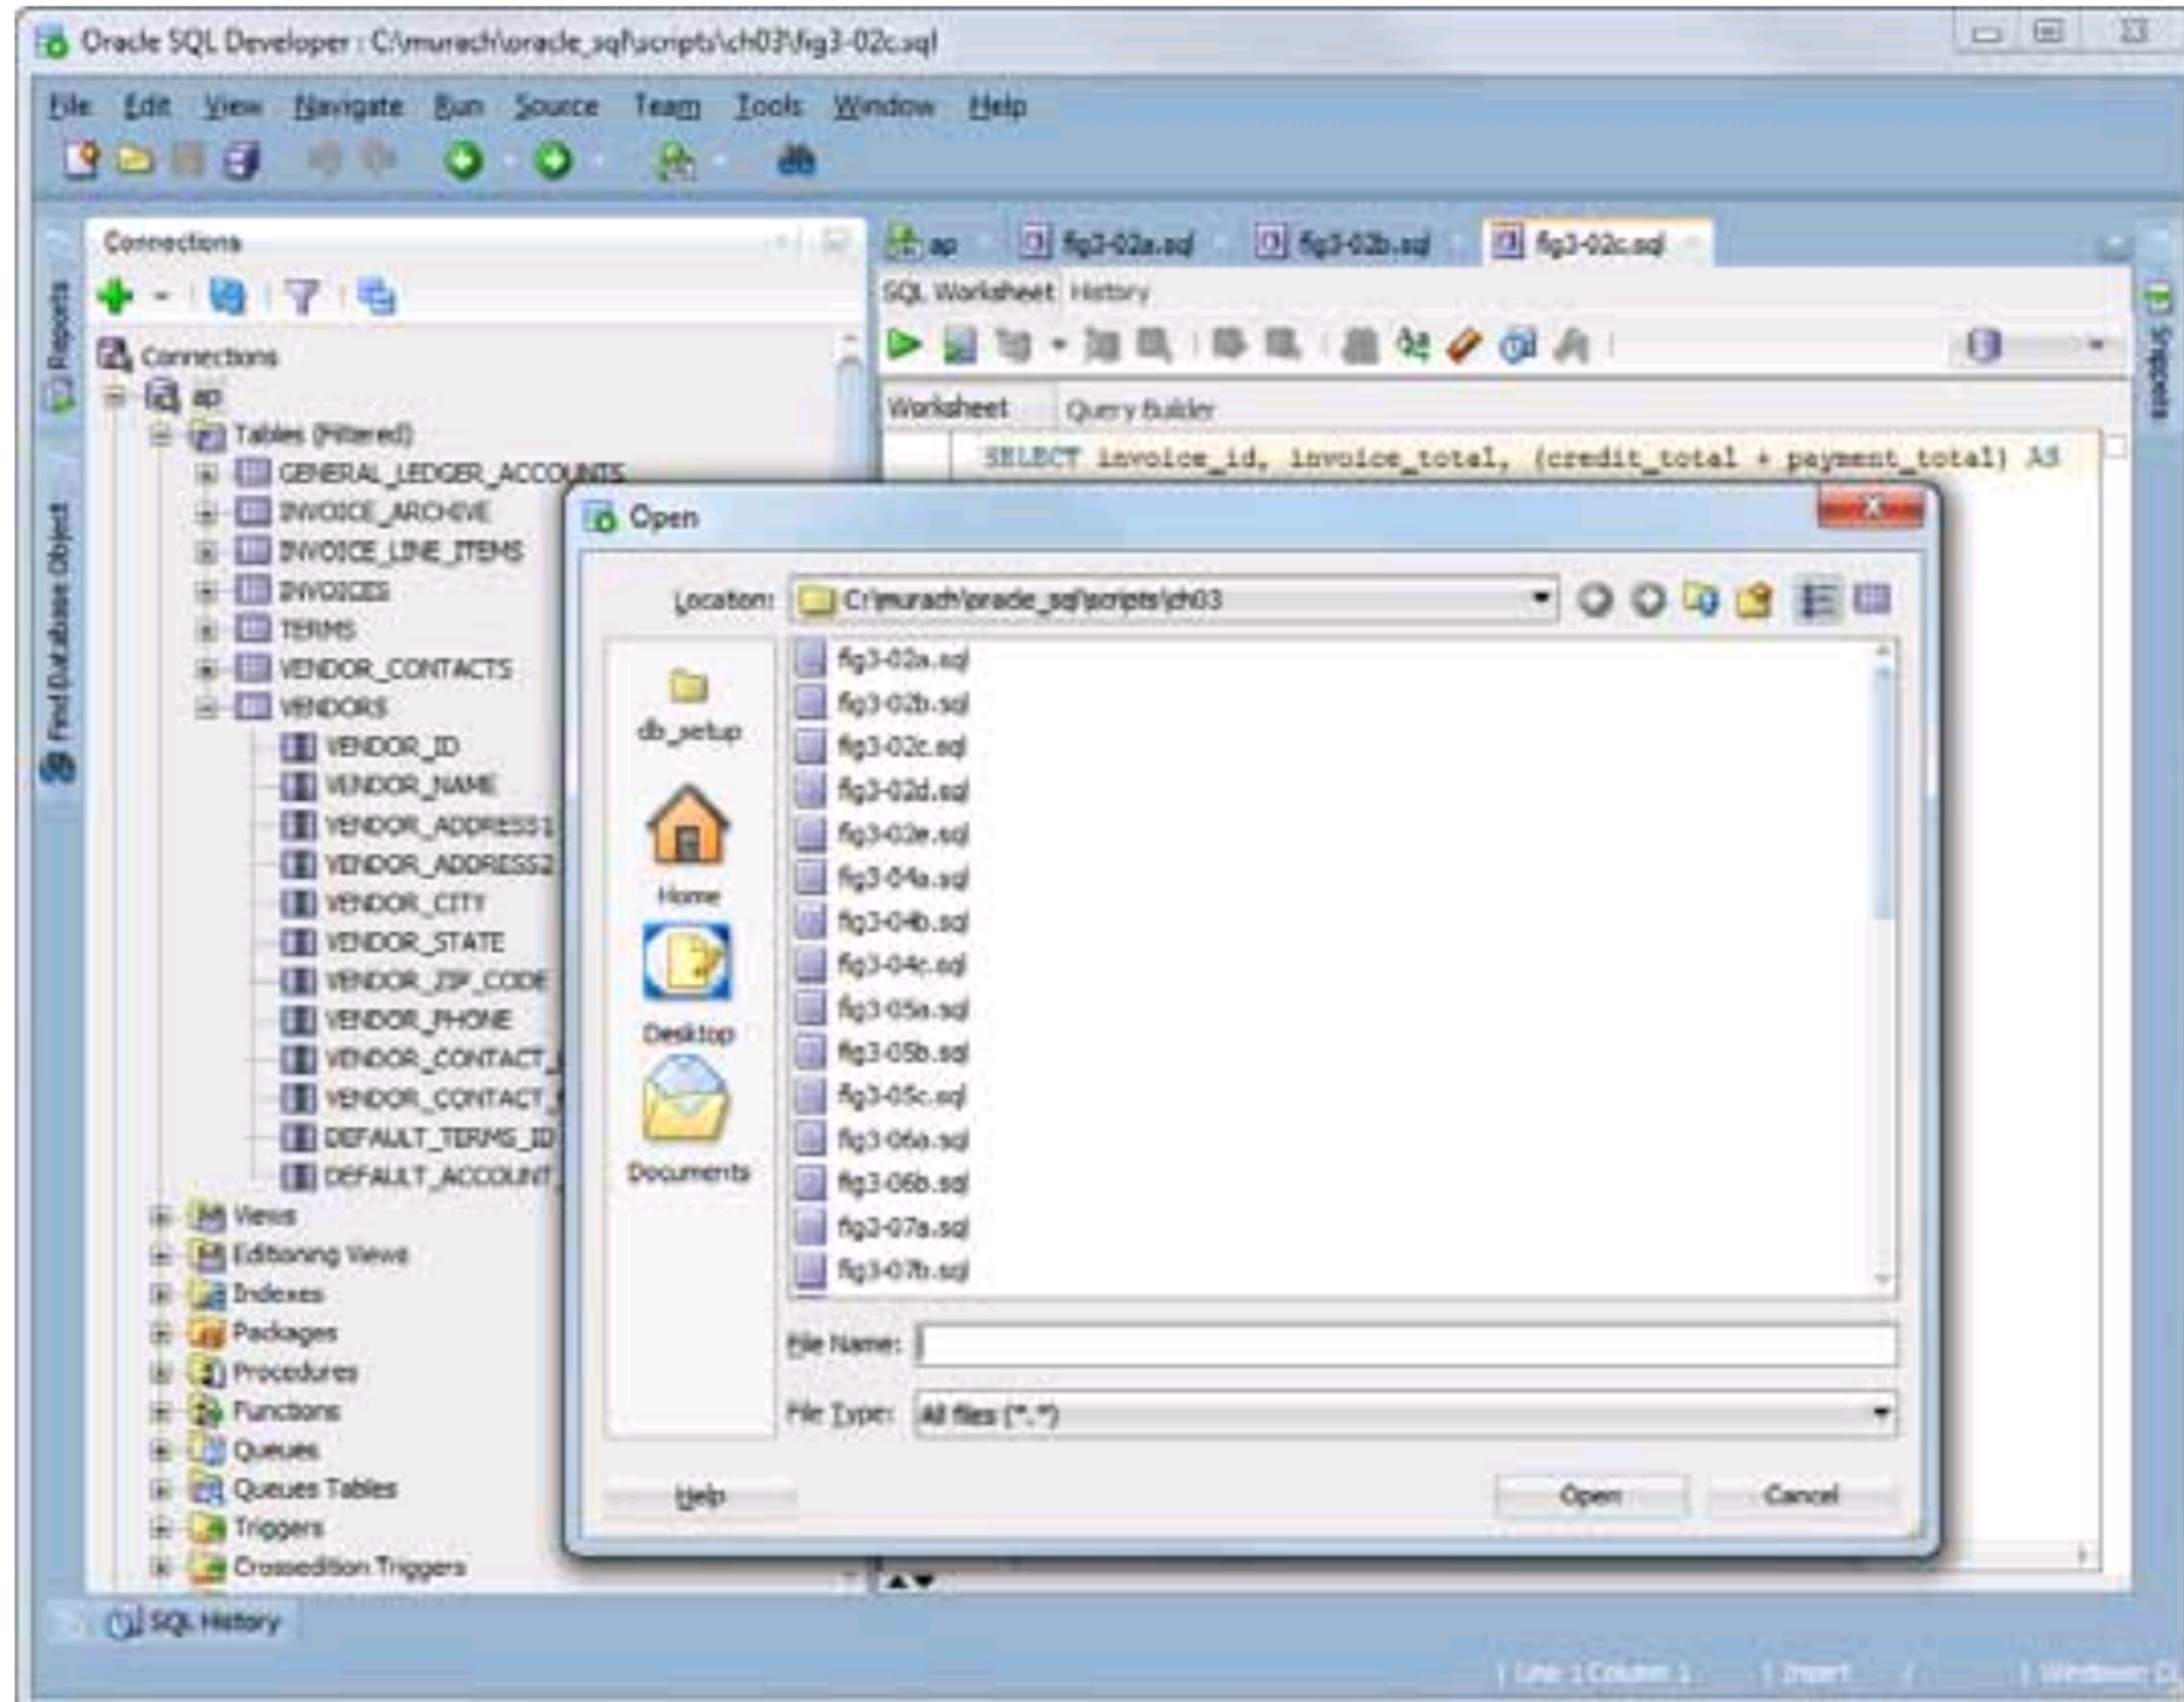 Oracle SQL Developer : C:\murach\oracle_sql\scripts\ch03\fig3-02c.sql
File Edit View Navigate Run Source Team Tools Window Help
Reports
Find Database Object
Connections
Connections
ap
Tables (Filtered)
GENERAL_LEDGER_ACCOUNTS
INVOICE_ARCHIVE
INVOICE_LINE_ITEMS
INVOICES
TERMS
VENDOR_CONTACTS
VENDORS
VENDOR_ID
VENDOR_NAME
VENDOR_ADDRESS1
VENDOR_ADDRESS2
VENDOR_CITY
VENDOR_STATE
VENDOR_ZIP_CODE
VENDOR_PHONE
VENDOR_CONTACT_
VENDOR_CONTACT_
DEFAULT_TERMS_ID
DEFAULT_ACCOUNT_
Views
Editioning Views
Indexes
Packages
Procedures
Functions
Queues
Queues Tables
Triggers
Crossedition Triggers
ap fig3-02a.sql fig3-02b.sql fig3-02c.sql
SQL Worksheet History
Worksheet Query Builder
SELECT invoice_id, invoice_total, (credit_total + payment_total) AS
Snippets
Open
Location: C:\murach\oracle_sql\scripts\ch03
db_setup
Home
Desktop
Documents
fig3-02a.sql
fig3-02b.sql
fig3-02c.sql
fig3-02d.sql
fig3-02e.sql
fig3-04a.sql
fig3-04b.sql
fig3-04c.sql
fig3-05a.sql
fig3-05b.sql
fig3-05c.sql
fig3-06a.sql
fig3-06b.sql
fig3-07a.sql
fig3-07b.sql
File Name:
File Type: All files (*.*)
Help Open Cancel
SQL History
Line 1 Column 1 Insert